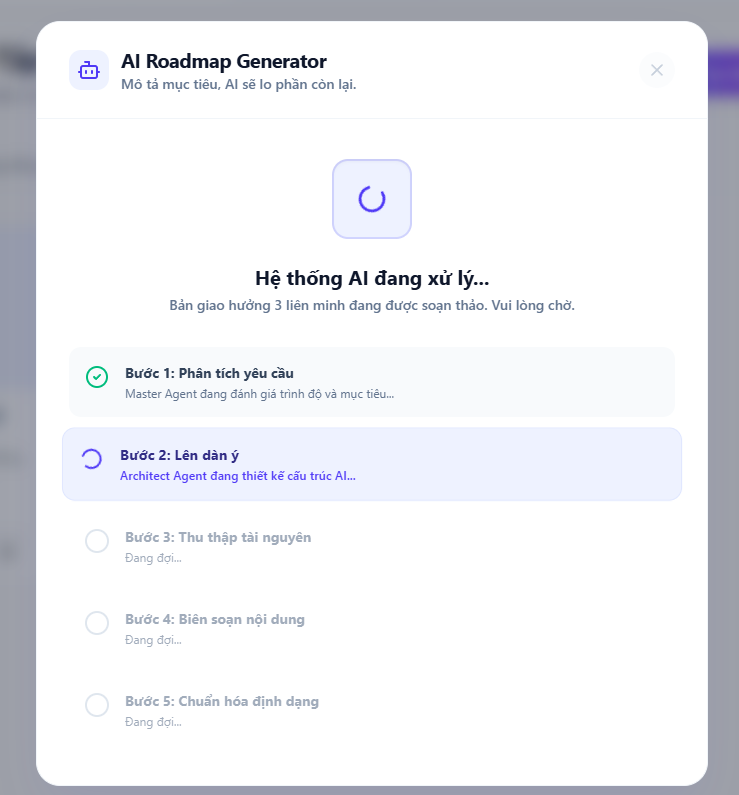 AI Roadmap Generator
Mô tả mục tiêu, AI sẽ lo phần còn lại.
Hệ thống AI đang xử lý...
Bản giao hưởng 3 liên minh đang được soạn thảo. Vui lòng chờ.
Bước 1: Phân tích yêu cầu
Master Agent đang đánh giá trình độ và mục tiêu...
Bước 2: Lên dàn ý
Architect Agent đang thiết kế cấu trúc AI...
Bước 3: Thu thập tài nguyên
Đang đợi...
Bước 4: Biên soạn nội dung
Đang đợi...
Bước 5: Chuẩn hóa định dạng
Đang đợi...